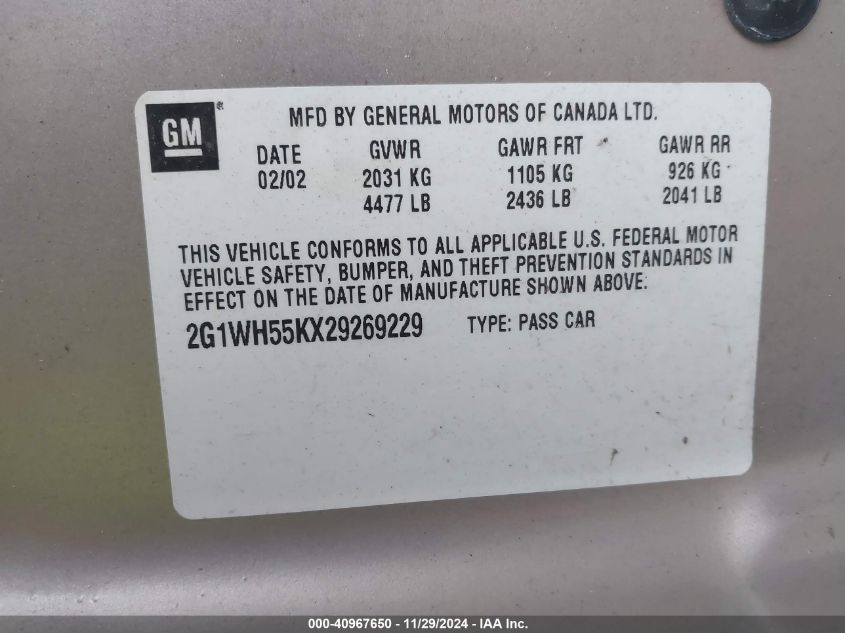 GM®
MFD BY GENERAL MOTORS OF CANADA LTD.
DATE GVWR GAWR FRT GAWR RR
02/02 2031 KG 1105 KG 926 KG
4477 LB 2436 LB 2041 LB
THIS VEHICLE CONFORMS TO ALL APPLICABLE U.S. FEDERAL MOTOR
VEHICLE SAFETY, BUMPER, AND THEFT PREVENTION STANDARDS IN
EFFECT ON THE DATE OF MANUFACTURE SHOWN ABOVE:
2G1WH55KX29269229 TYPE: PASS CAR
000-40967650 - 11/29/2024 - IAA Inc.